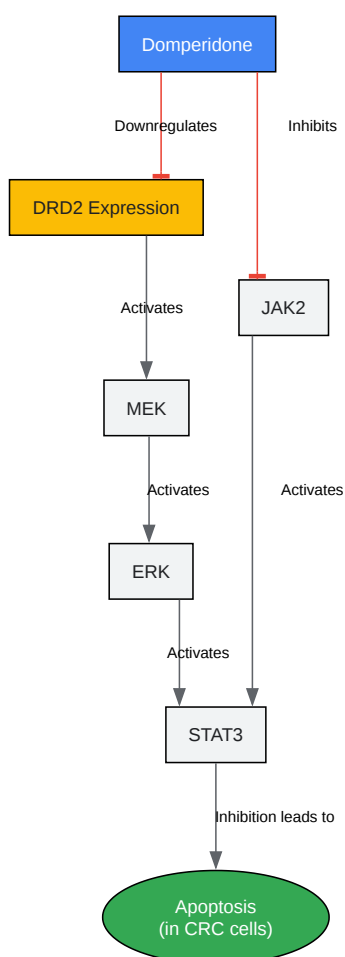 Domperidone
Downregulates
Inhibits
DRD2 Expression
Activates
JAK2
MEK
Activates
Activates
ERK
Activates
STAT3
Inhibition leads to
Apoptosis
(in CRC cells)